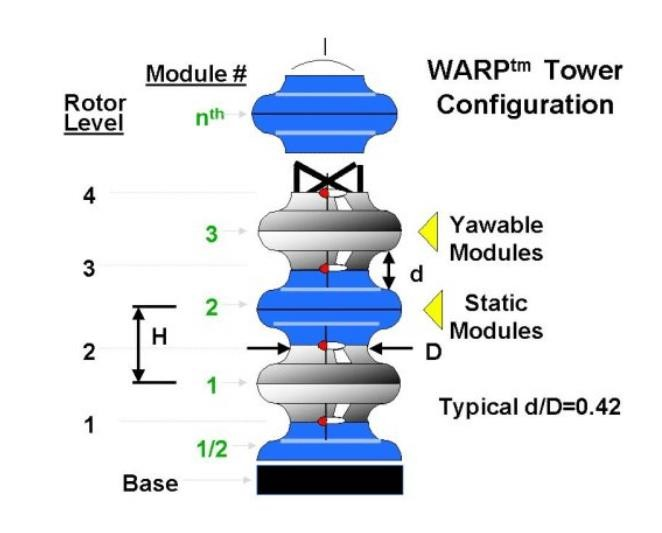 WARPtm Tower
Configuration
Module #
Rotor
Level
nth
4
3
Yawable
Modules
3
d
2
Static
Modules
H
2
D
1
Typical d/D=0.42
1
1/2
Base